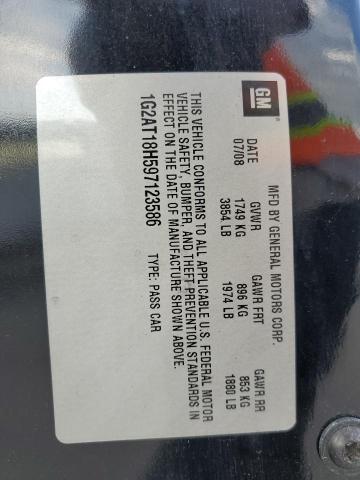 GM
MFD BY GENERAL MOTORS CORP.
DATE GVWR GAWR FRT GAWR RR
07/08 1749 KG 896 KG 853 KG
3854 LB 1974 LB 1880 LB
THIS VEHICLE CONFORMS TO ALL APPLICABLE U.S. FEDERAL MOTOR
VEHICLE SAFETY, BUMPER, AND THEFT PREVENTION STANDARDS IN
EFFECT ON THE DATE OF MANUFACTURE SHOWN ABOVE.
1G2AT18H597123586 TYPE: PASS CAR